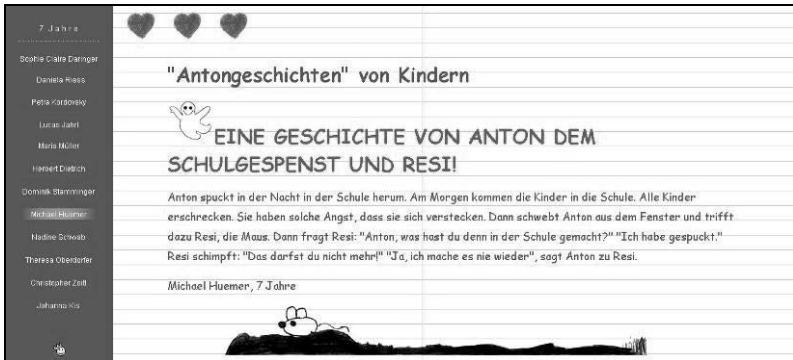 7 Jahre
Sophie Claire Daringer
Daniela Riess
Petra Kordovsky
Lucas Jahrl
Maria Müller
Herbert Dietrich
Dominik Stamminger
Michael Huemer
Nadine Schwab
Theresa Oberdorfer
Christopher Zeitl
Johanna Kis
"Antongeschichten" von Kindern
EINE GESCHICHTE VON ANTON DEM
SCHULGESPENST UND RESI!
Anton spuckt in der Nacht in der Schule herum. Am Morgen kommen die Kinder in die Schule. Alle Kinder
erschrecken. Sie haben solche Angst, dass sie sich verstecken. Dann schwebt Anton aus dem Fenster und trifft
dazu Resi, die Maus. Dann fragt Resi: "Anton, was hast du denn in der Schule gemacht?" "Ich habe gespuckt."
Resi schimpft: "Das darfst du nicht mehr!" "Ja, ich mache es nie wieder", sagt Anton zu Resi.
Michael Huemer, 7 Jahre